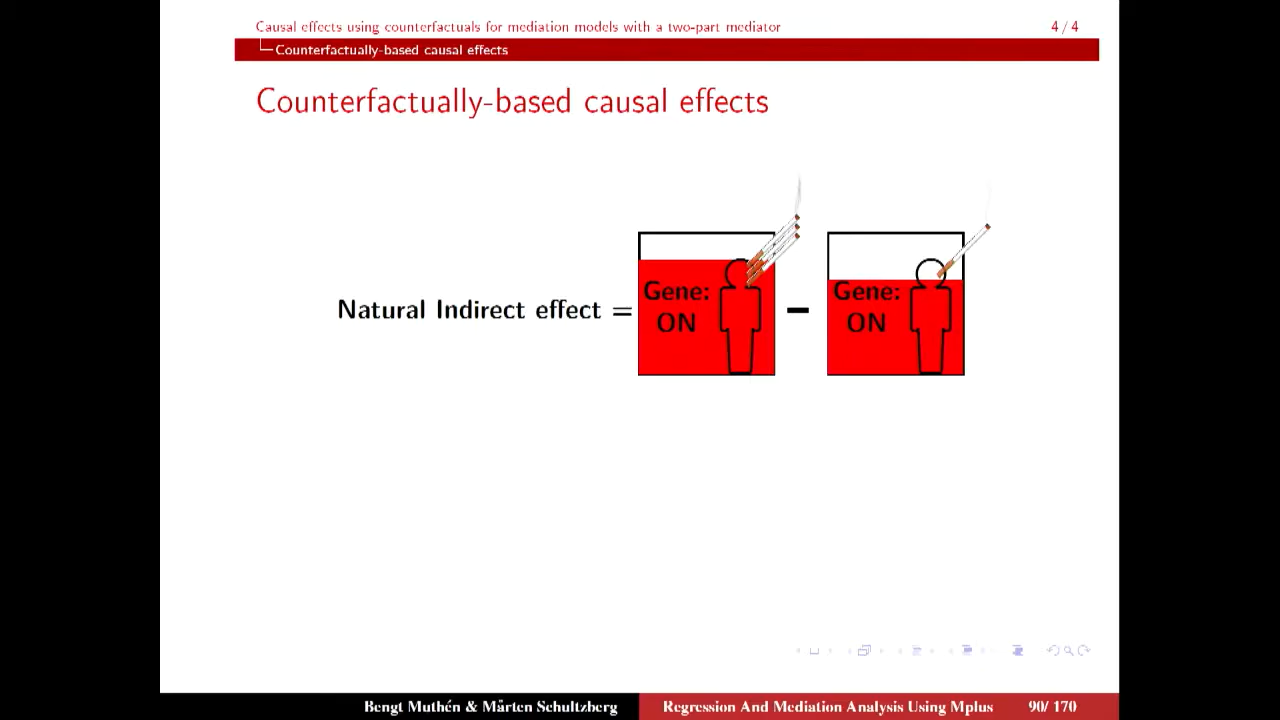 Causal effects using counterfactuals for mediation models with a two-part mediator 4 / 4
Counterfactually-based causal effects
Counterfactually-based causal effects
Natural Indirect effect =
Gene:
ON
Gene:
ON
Bengt Muthén & Mårten Schultzberg Regression And Mediation Analysis Using Mplus 90/ 170